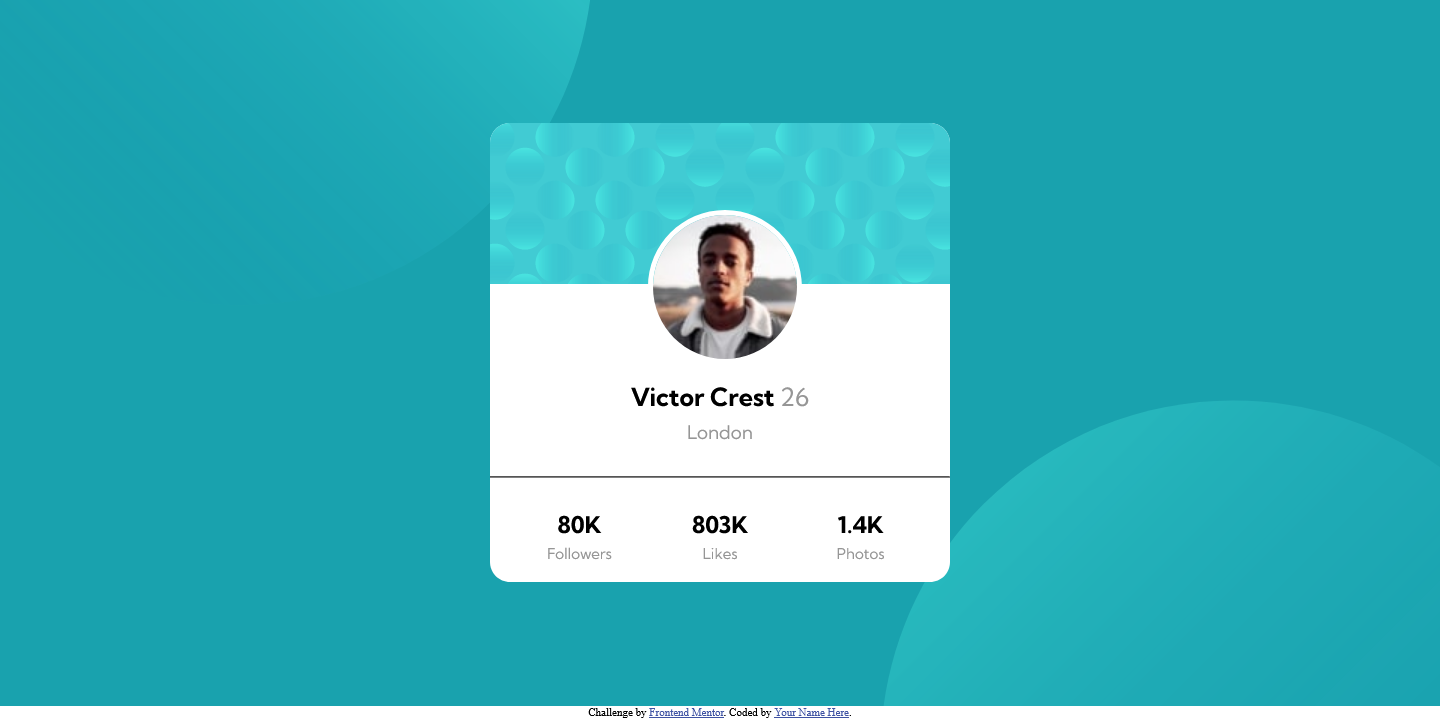 Victor Crest 26
London
80K 803K 1.4K
Followers Likes Photos
Challenge by Frontend Mentor. Coded by Your Name Here.